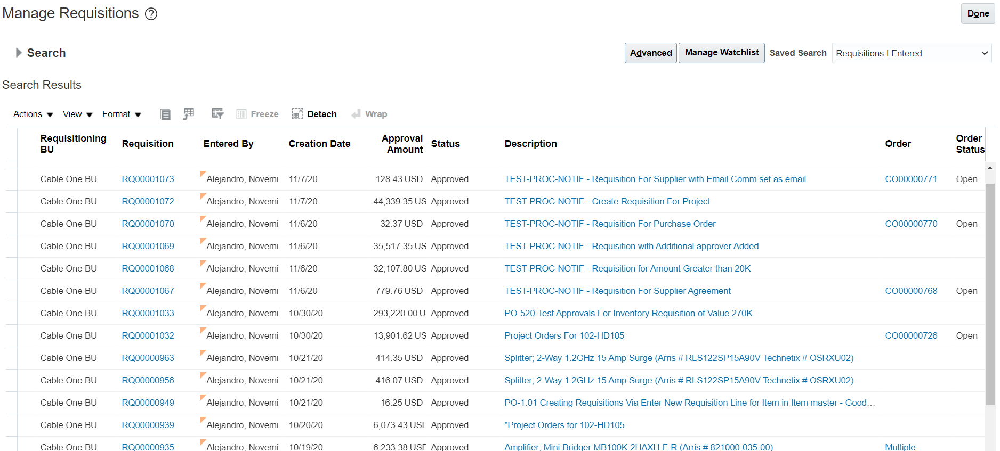 Manage Requisitions ?
Done
Search
Advanced Manage Watchlist Saved Search Requisitions I Entered
Search Results
Actions View Format Freeze Detach Wrap
Requisitioning BU Requisition Entered By Creation Date Approval Amount Status Description Order Order Status
Cable One BU RQ00001073 Alejandro, Novemi 11/7/20 128.43 USD Approved TEST-PROC-NOTIF - Requisition For Supplier with Email Comm set as email CO00000771 Open
Cable One BU RQ00001072 Alejandro, Novemi 11/7/20 44,339.35 US Approved TEST-PROC-NOTIF - Create Requisition For Project
Cable One BU RQ00001070 Alejandro, Novemi 11/6/20 32.37 USD Approved TEST-PROC-NOTIF - Requisition For Purchase Order CO00000770 Open
Cable One BU RQ00001069 Alejandro, Novemi 11/6/20 35,517.35 US Approved TEST-PROC-NOTIF - Requisition with Additional approver Added
Cable One BU RQ00001068 Alejandro, Novemi 11/6/20 32,107.80 US Approved TEST-PROC-NOTIF - Requisition for Amount Greater than 20K
Cable One BU RQ00001067 Alejandro, Novemi 11/6/20 779.76 USD Approved TEST-PROC-NOTIF - Requisition For Supplier Agreement CO00000768 Open
Cable One BU RQ00001033 Alejandro, Novemi 10/30/20 293,220.00 U Approved PO-520-Test Approvals For Inventory Requisition of Value 270K
Cable One BU RQ00001032 Alejandro, Novemi 10/30/20 13,901.62 US Approved Project Orders For 102-HD105 CO00000726 Open
Cable One BU RQ00000963 Alejandro, Novemi 10/21/20 414.35 USD Approved Splitter; 2-Way 1.2GHz 15 Amp Surge (Arris # RLS122SP15A90V Technetix # OSRXU02)
Cable One BU RQ00000956 Alejandro, Novemi 10/21/20 416.07 USD Approved Splitter; 2-Way 1.2GHz 15 Amp Surge (Arris # RLS122SP15A90V Technetix # OSRXU02)
Cable One BU RQ00000949 Alejandro, Novemi 10/21/20 16.25 USD Approved PO-1.01 Creating Requisitions Via Enter New Requisition Line for Item in Item master - Good…
Cable One BU RQ00000939 Alejandro, Novemi 10/20/20 6,073.43 USD Approved "Project Orders for 102-HD105
Cable One BU RQ00000935 Alejandro, Novemi 10/19/20 6,233.38 USD Approved Amplifier; Mini-Bridger MB100K-2HAXH-F-R (Arris # 821000-035-00) Multiple